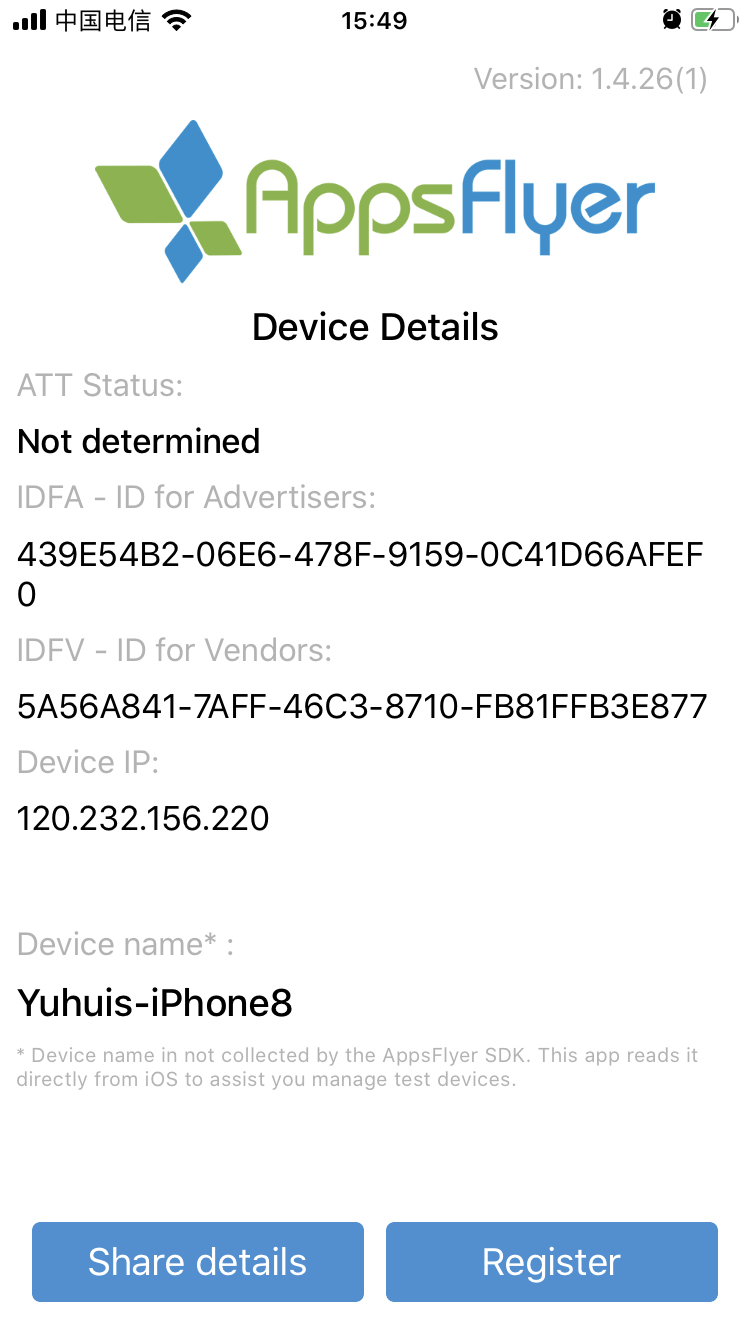 中国电信
15:49
Version: 1.4.26(1)
AppsFlyer
Device Details
ATT Status:
Not determined
IDFA - ID for Advertisers:
439E54B2-06E6-478F-9159-0C41D66AFEF
0
IDFV - ID for Vendors:
5A56A841-7AFF-46C3-8710-FB81FFB3E877
Device IP:
120.232.156.220
Device name* :
Yuhuis-iPhone8
* Device name in not collected by the AppsFlyer SDK. This app reads it
directly from iOS to assist you manage test devices.
Share details
Register